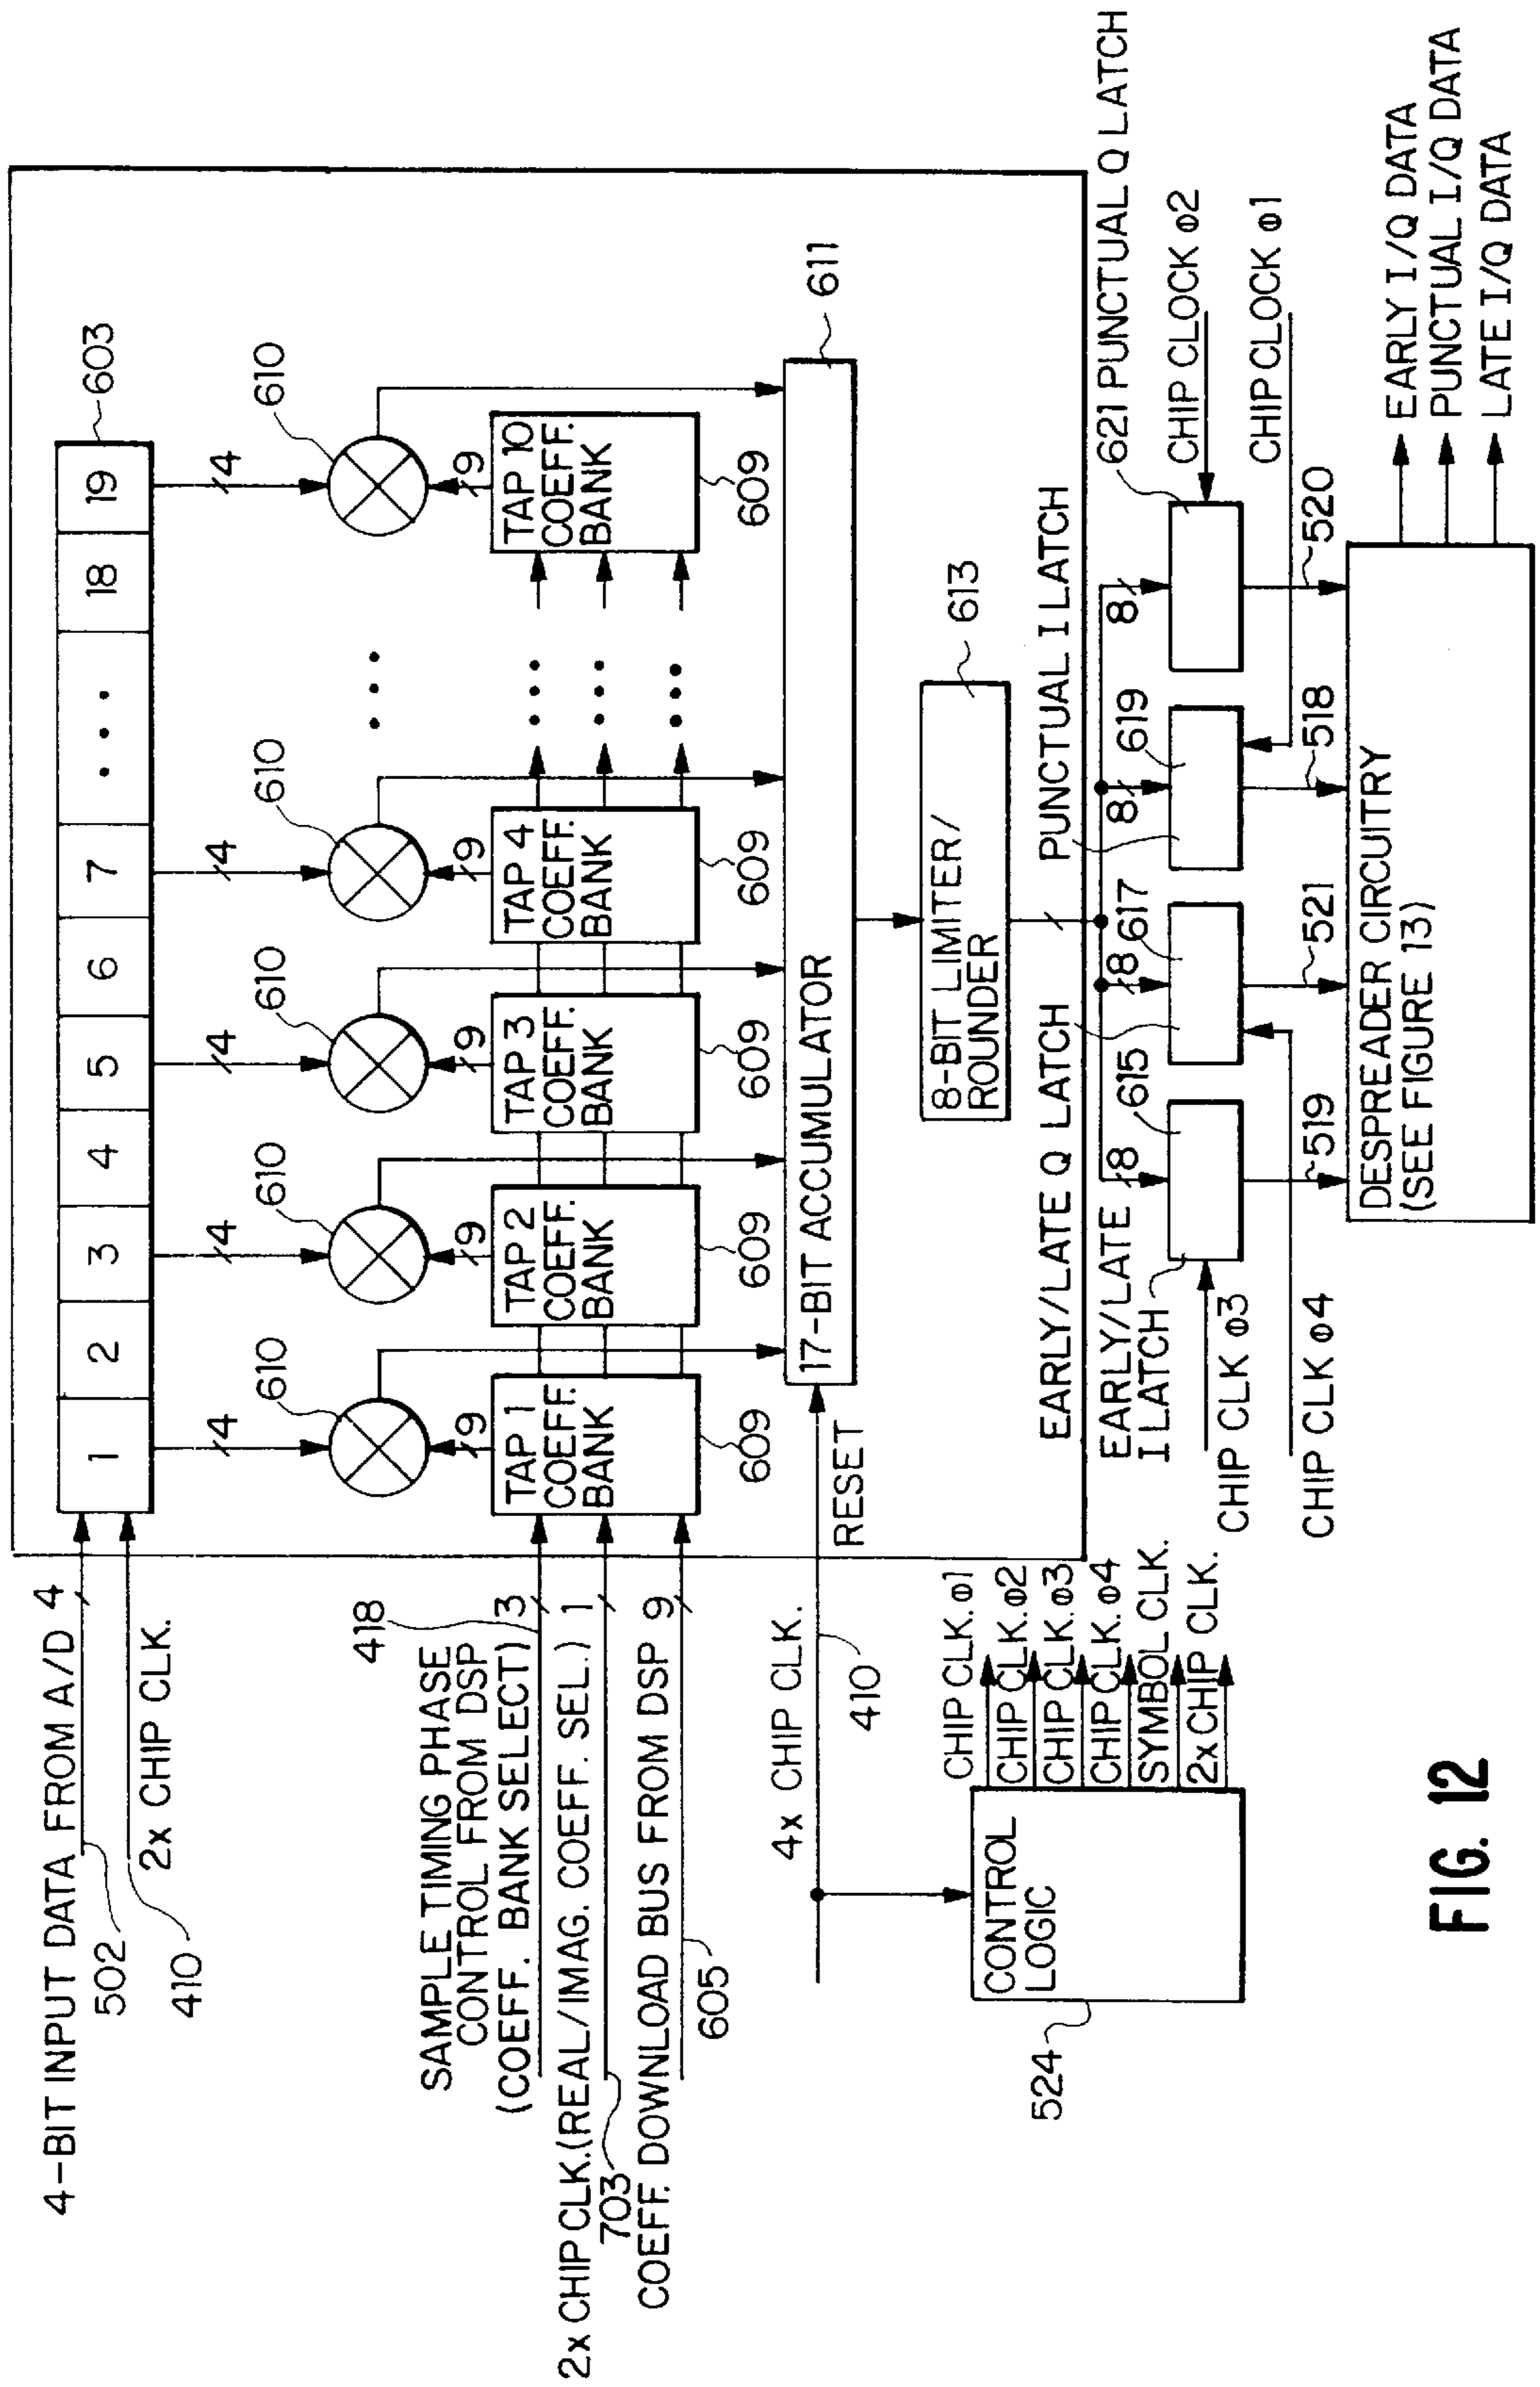 603
1
2
3
4
5
6
7
18
19
4-BIT INPUT DATA FROM A/D 4
502
2x CHIP CLK.
410
4
4
4
4
4
610
610
610
610
610
9
9
9
9
9
SAMPLE TIMING PHASE
CONTROL FROM DSP
(COEFF. BANK SELECT) 3
418
2x CHIP CLK.(REAL/IMAG. COEFF. SEL.) 1
703
COEFF. DOWNLOAD BUS FROM DSP 9
605
TAP 1
COEFF.
BANK
TAP 2
COEFF.
BANK
TAP 3
COEFF.
BANK
TAP 4
COEFF.
BANK
TAP 10
COEFF.
BANK
609
609
609
609
609
4x CHIP CLK.
410
RESET
17-BIT ACCUMULATOR
611
8-BIT LIMITER/
ROUNDER
613
CONTROL
LOGIC
524
CHIP CLK.Φ1
CHIP CLK.Φ2
CHIP CLK.Φ3
CHIP CLK.Φ4
SYMBOL CLK.
2x CHIP CLK.
EARLY/LATE Q LATCH
PUNCTUAL I LATCH
EARLY/LATE
I LATCH
615
617
619
621 PUNCTUAL Q LATCH
8
8
8
8
CHIP CLK Φ3
CHIP CLK Φ4
CHIP CLOCK Φ2
CHIP CLOCK Φ1
519
521
518
520
DESPREADER CIRCUITRY
(SEE FIGURE 13)
EARLY I/Q DATA
PUNCTUAL I/Q DATA
LATE I/Q DATA
FIG. 12